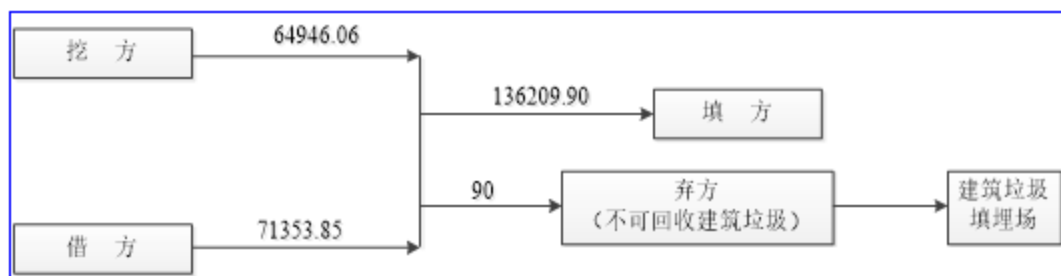 挖 方
64946.06
136209.90
填 方
90
弃方
（不可回收建筑垃圾）
建筑垃圾
填埋场
借 方
71353.85